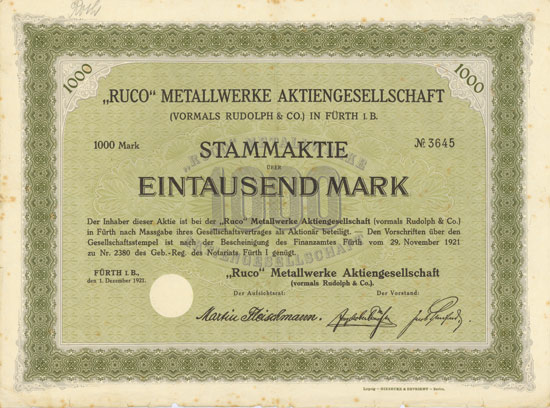 1000
1000
„RUCO“ METALLWERKE AKTIENGESELLSCHAFT
(VORMALS RUDOLPH & CO.) IN FÜRTH I. B.
1000 Mark
№ 3645
STAMMAKTIE
ÜBER
EINTAUSEND MARK
Der Inhaber dieser Aktie ist bei der „Ruco“ Metallwerke Aktiengesellschaft (vormals Rudolph & Co.)
in Fürth nach Massgabe ihres Gesellschaftsvertrages als Aktionär beteiligt. Den Vorschriften über den
Gesellschaftsstempel ist nach der Bescheinigung des Finanzamtes Fürth vom 29. November 1921
zu Nr. 2380 des Geb.-Reg. des Notariats Fürth I genügt.
FÜRTH I. B.,
den 1. Dezember 1921.
„Ruco“ Metallwerke Aktiengesellschaft
(vormals Rudolph & Co.).
Der Aufsichtsrat:
Der Vorstand:
Martin Fleischmann.
Leipzig — GIESECKE & DEVRIENT — Berlin.